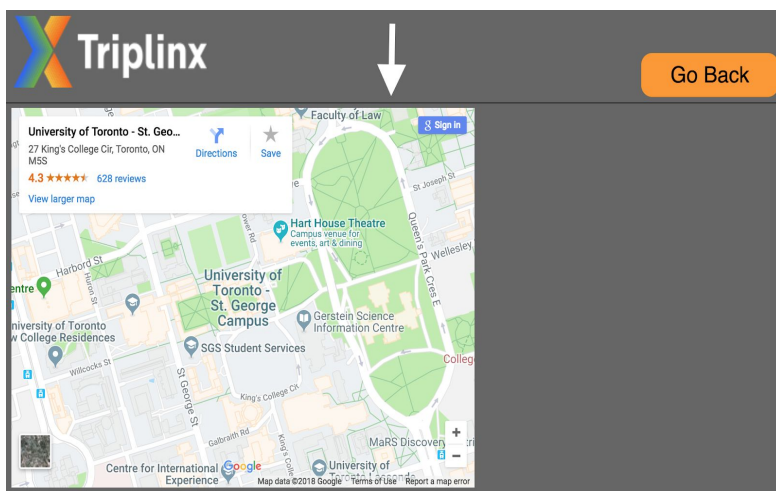 Triplinx
Go Back
University of Toronto - St. Geo...
27 King's College Cir, Toronto, ON
M5S
4.3 ★★★★★ 628 reviews
View larger map
Directions
Save
Sign in
Faculty of Law
St Joseph St
Hart House Theatre
Campus venue for
events, art & dining
Queen's Park Cres E
Wellesley
Harbord St
Huron St
entre
University of
Toronto -
St. George
Campus
Gerstein Science
Information Centre
niversity of Toronto
w College Residences
SGS Student Services
College
Willcocks St
St George St
King's College Cir
Galbraith Rd
King's Colle
MaRS Discovery
Centre for International
Experience
Google
University of
Map data ©2018 Google
Terms of Use
Report a map error